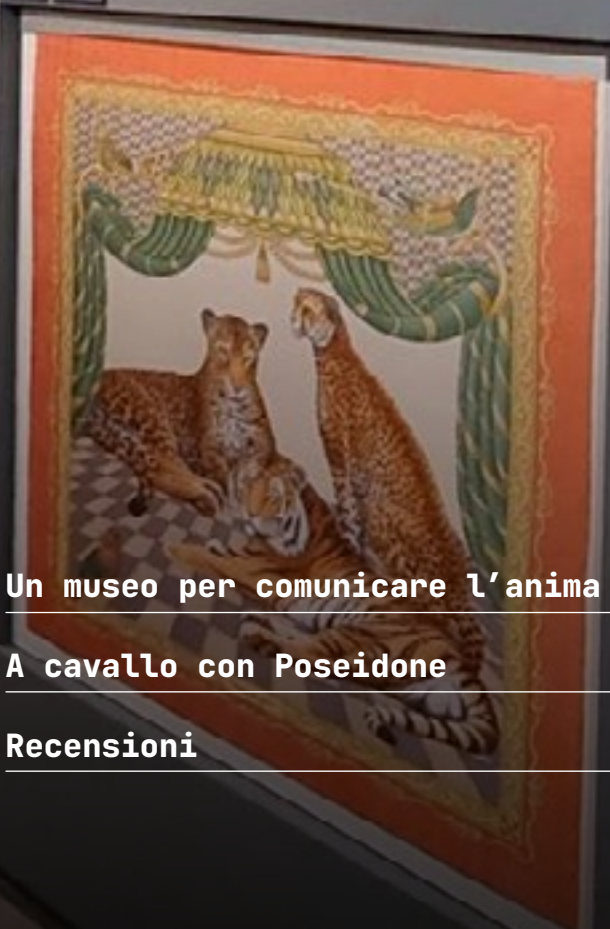 Un museo per comunicare l’anima
A cavallo con Poseidone
Recensioni